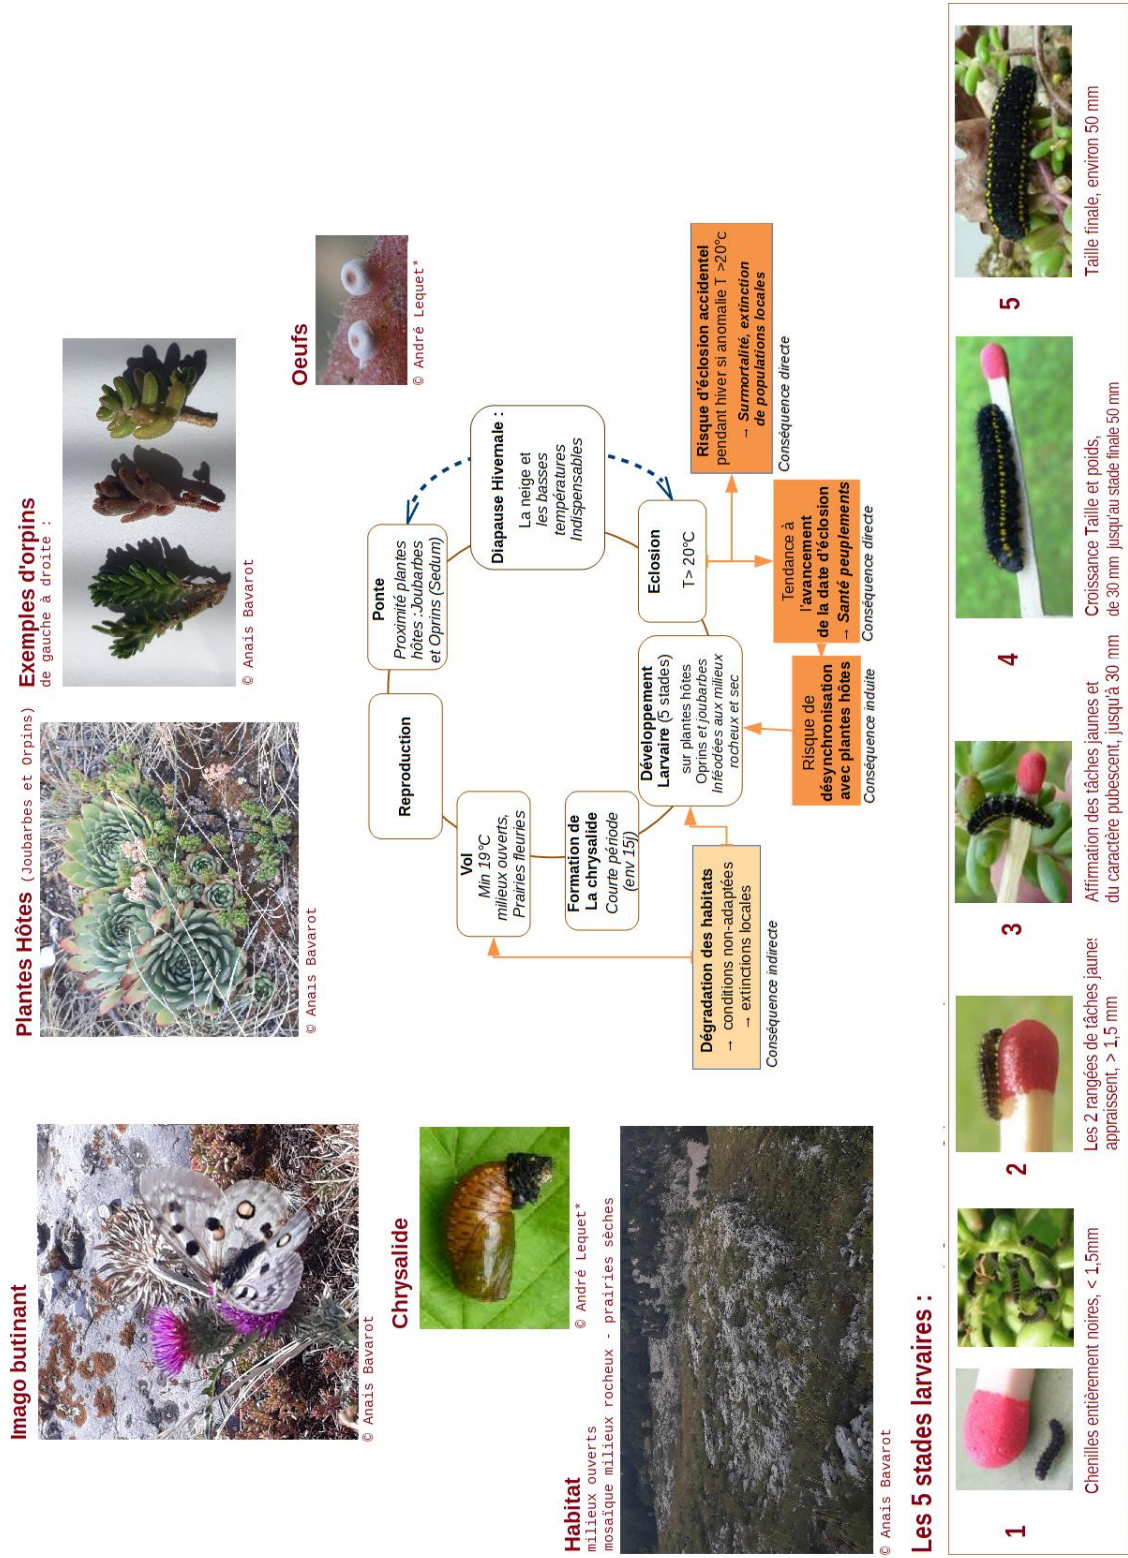 Imago butinant
© Anais Bavarot
Plantes Hôtes (Joubarbes et Orpins)
© Anais Bavarot
Exemples d'orpins
de gauche à droite :
© Anais Bavarot
Oeufs
© André Lequet*
Chrysalide
© André Lequet*
Habitat
milieux ouverts
mosaïque milieux rocheux - prairies sèches
© Anais Bavarot
Ponte
Proximité plantes
hôtes :Joubarbes
et Oprins (Sedum)
Diapause Hivernale :
La neige et
les basses
températures
Indispensables
Eclosion
T> 20°C
Développement
Larvaire (5 stades)
sur plantes hôtes
Oprins et joubarbes
Inféodées aux milieux
rocheux et sec
Formation de
La chrysalide
Courte période
(env 15j)
Vol
Min 19°C
milieux ouverts,
Prairies fleuries
Reproduction
Dégradation des habitats
→ conditions non-adaptées
→ extinctions locales
Conséquence indirecte
Risque de
désynchronisation
avec plantes hôtes
Conséquence induite
Tendance à
l'avancement
de la date d'éclosion
→ Santé peuplements
Conséquence directe
Risque d'éclosion accidentel
pendant hiver si anomalie T >20°c
→ Surmortalité, extinction
de populations locales
Conséquence directe
Les 5 stades larvaires :
1
Chenilles entièrement noires, < 1,5mm
2
Les 2 rangées de tâches jaunes
appraissent, > 1,5 mm
3
Affirmation des tâches jaunes et
du caractère pubescent, jusqu'à 30 mm
4
Croissance Taille et poids,
de 30 mm jusqu'au stade finale 50 mm
5
Taille finale, environ 50 mm